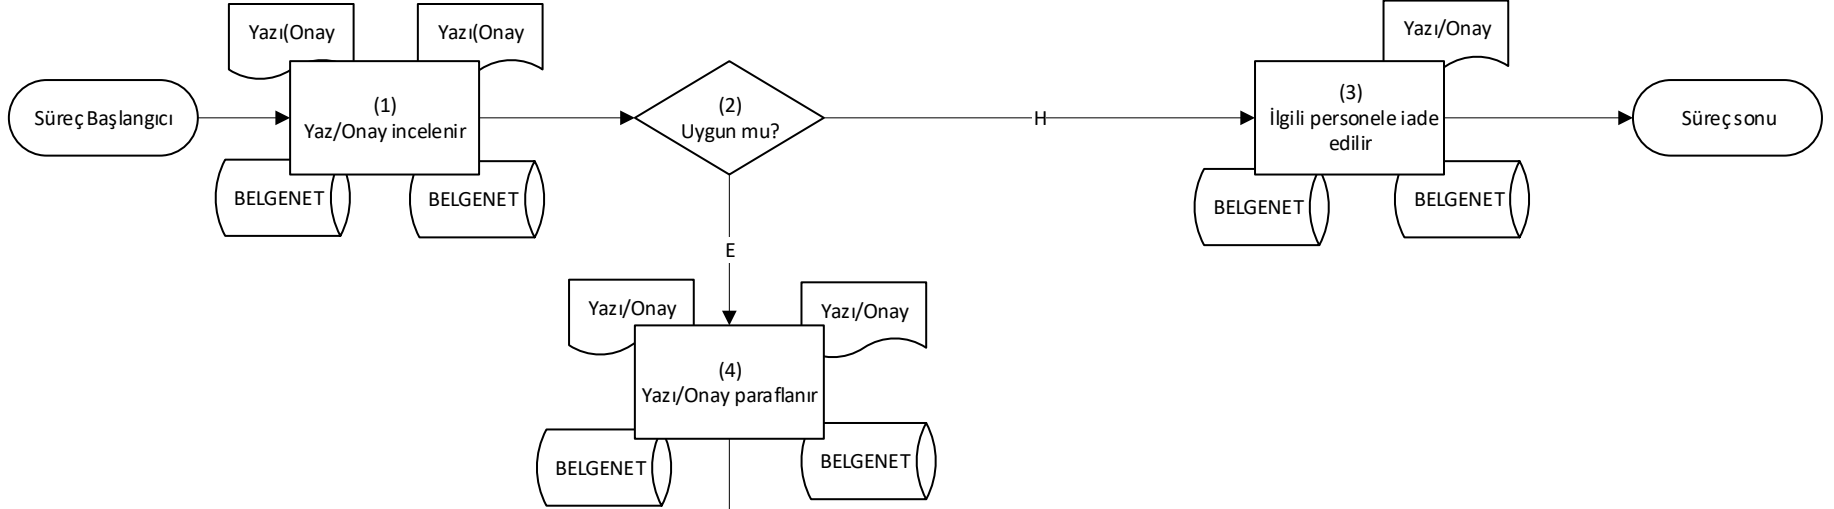 Yazı(Onay
Yazı(Onay
Yazı/Onay
Süreç Başlangıcı
(1)
Yaz/Onay incelenir
(2)
Uygun mu?
H
(3)
İlgili personele iade
edilir
Süreç sonu
BELGENET
BELGENET
BELGENET
BELGENET
E
Yazı/Onay
Yazı/Onay
(4)
Yazı/Onay paraflanır
BELGENET
BELGENET